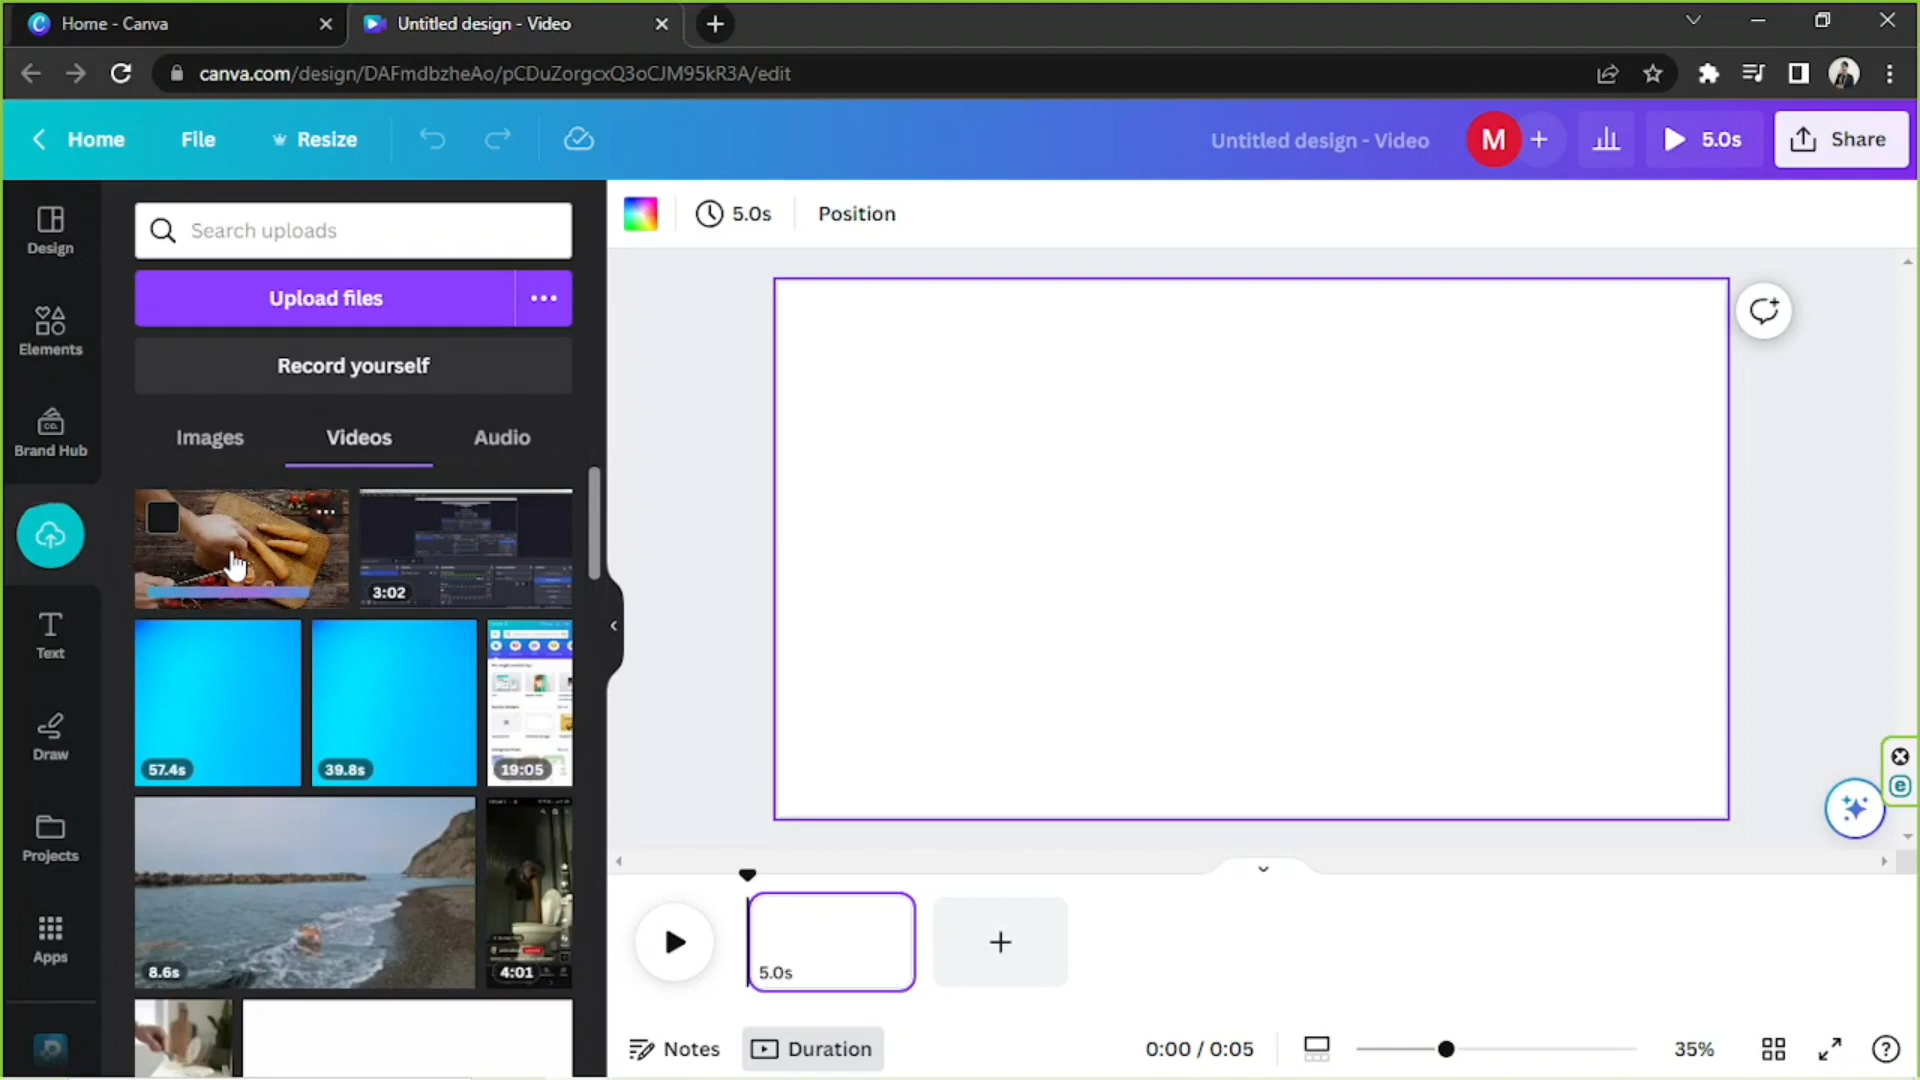 Home - Canva
Untitled design - Video
canva.com/design/DAFmdbzheAo/pCDuZorgcxQ3oCJM95kR3A/edit
Home
File
Resize
Untitled design - Video
M
5.0s
Share
Design
Elements
Brand Hub
Text
Draw
Projects
Apps
Search uploads
Upload files
Record yourself
Images
Videos
Audio
3:02
57.4s
39.8s
19:05
8.6s
4:01
5.0s
Position
5.0s
Notes
Duration
0:00 / 0:05
35%